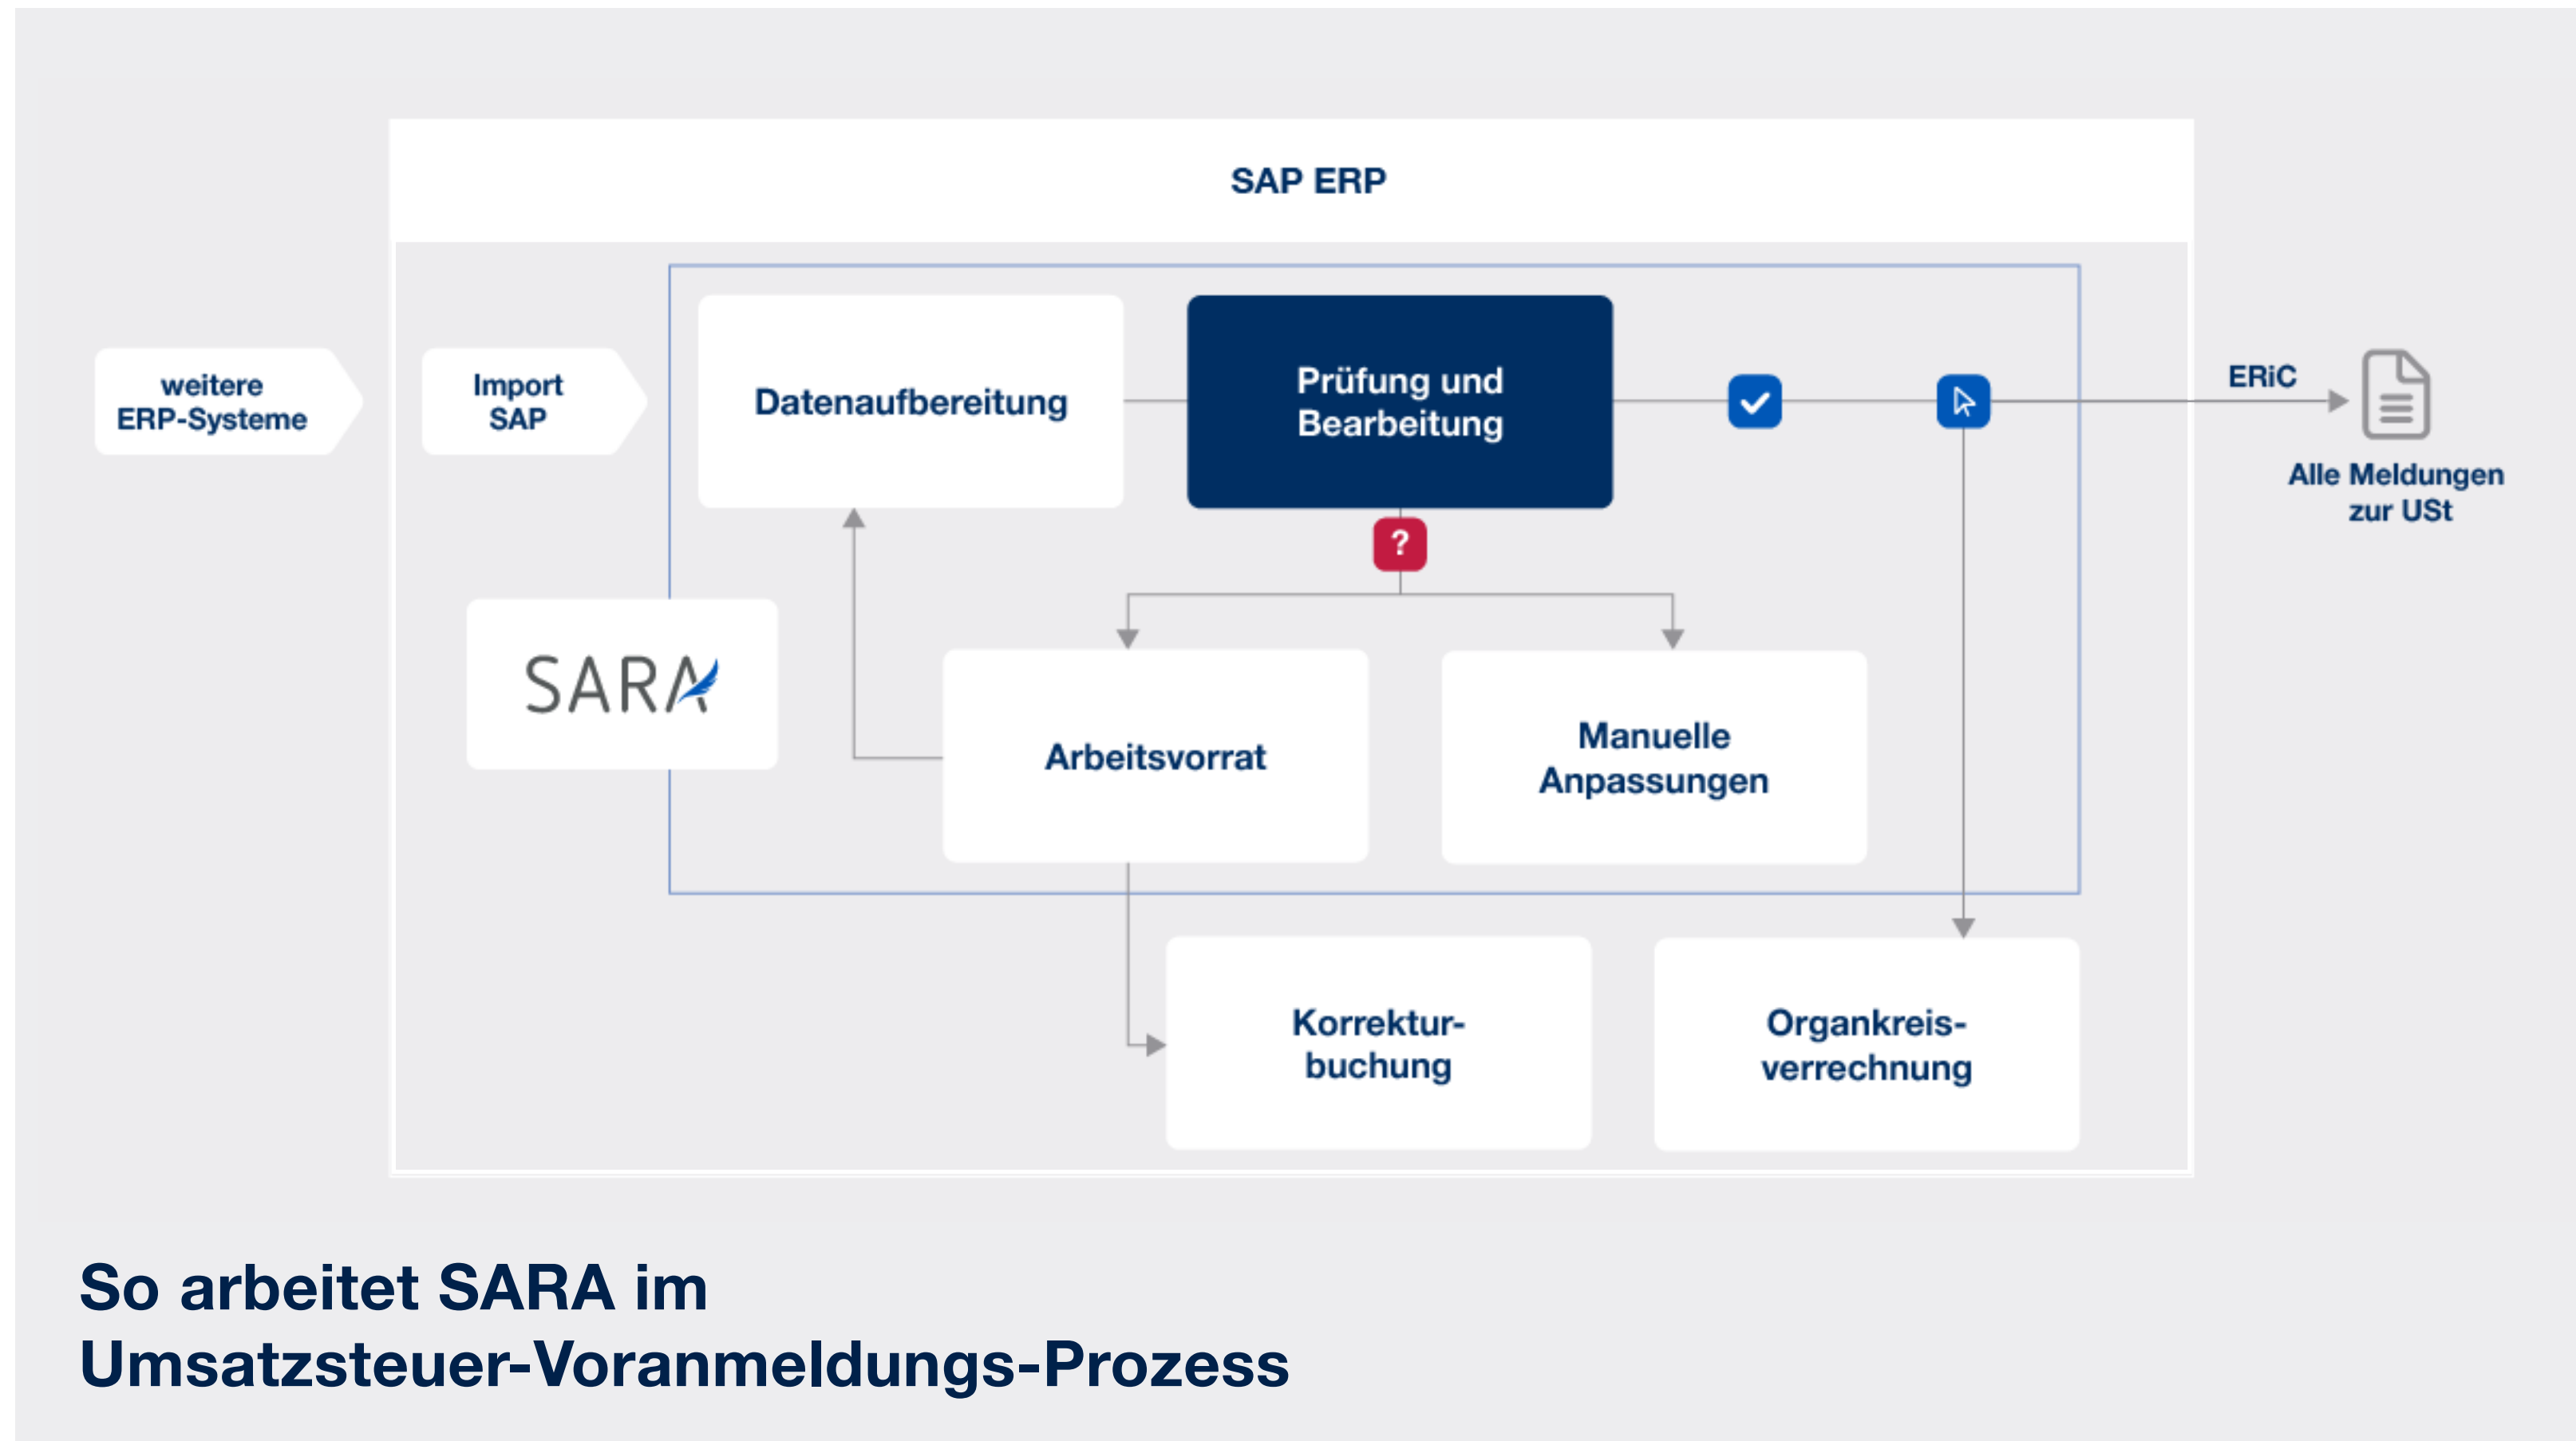 SAP ERP
weitere
ERP-Systeme
Import
SAP
Datenaufbereitung
Prüfung und
Bearbeitung
ERiC
Alle Meldungen
zur USt
?
SARA
Arbeitsvorrat
Manuelle
Anpassungen
Korrektur-
buchung
Organkreis-
verrechnung
So arbeitet SARA im
Umsatzsteuer-Voranmeldungs-Prozess